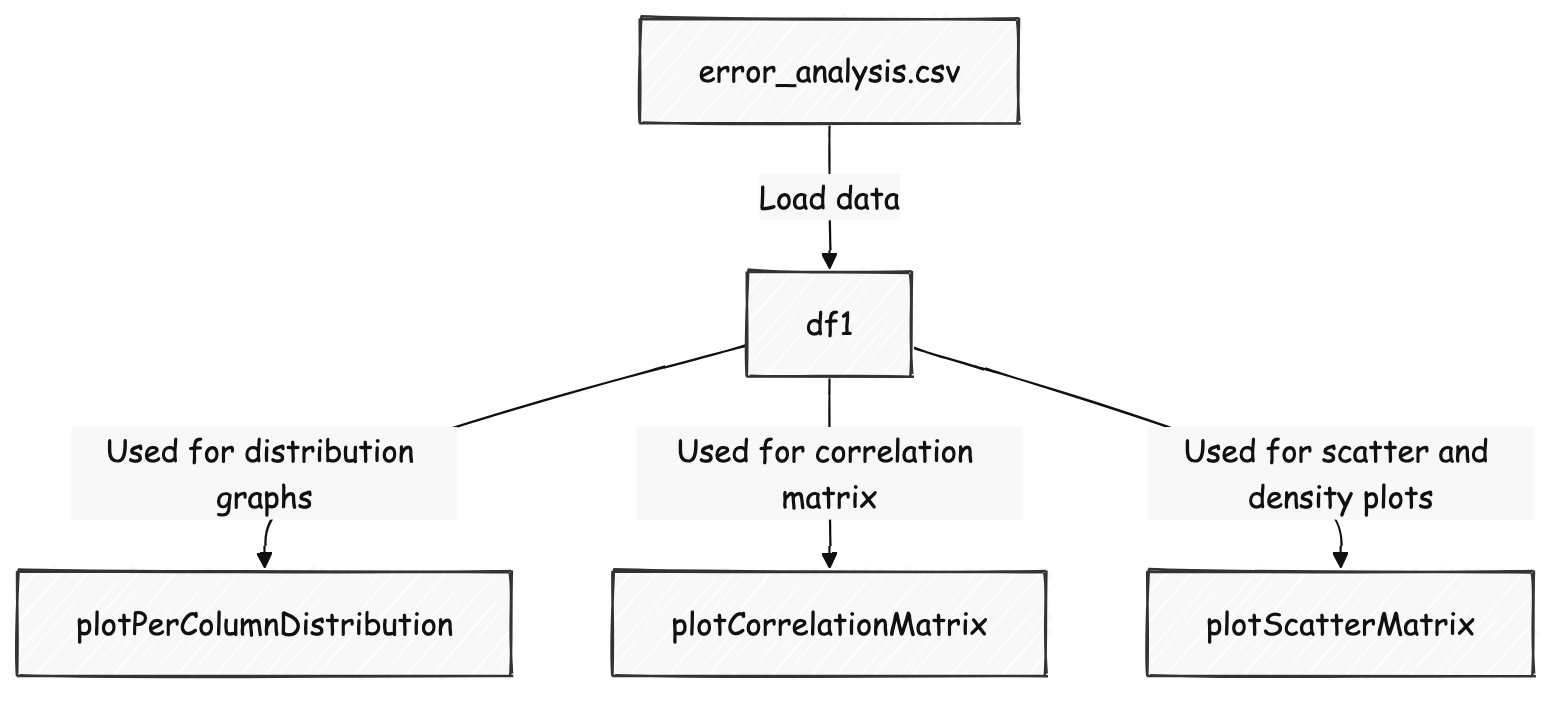 error_analysis.csv
Load data
df1
Used for distribution
graphs
Used for correlation
matrix
Used for scatter and
density plots
plotPerColumnDistribution
plotCorrelationMatrix
plotScatterMatrix